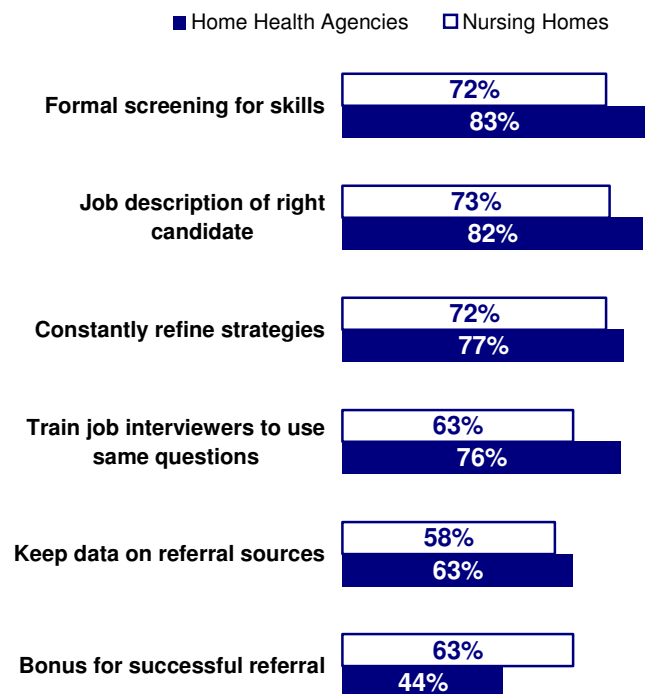 Home Health Agencies Nursing Homes
Formal screening for skills
72%
83%
Job description of right
candidate
73%
82%
Constantly refine strategies
72%
77%
Train job interviewers to use
same questions
63%
76%
Keep data on referral sources
58%
63%
Bonus for successful referral
63%
44%